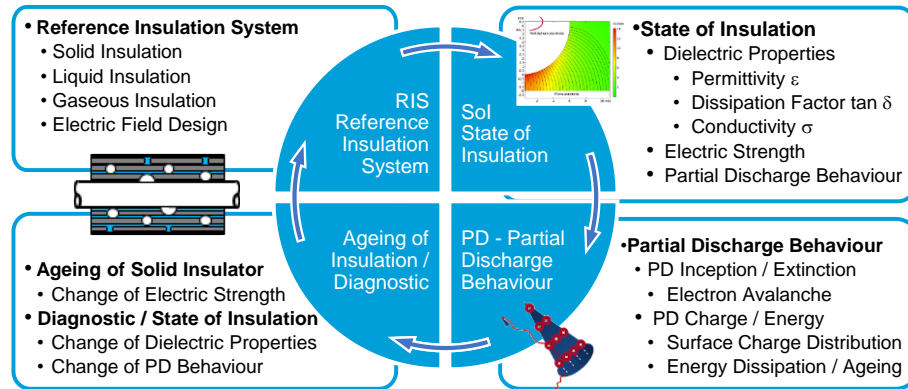 • Reference Insulation System
• Solid Insulation
• Liquid Insulation
• Gaseous Insulation
• Electric Field Design
RIS
Reference
Insulation
System
SoI
State of
Insulation
•State of Insulation
• Dielectric Properties
• Permittivity ε
• Dissipation Factor tan δ
• Conductivity σ
• Electric Strength
• Partial Discharge Behaviour
• Ageing of Solid Insulator
• Change of Electric Strength
• Diagnostic / State of Insulation
• Change of Dielectric Properties
• Change of PD Behaviour
Ageing of
Insulation /
Diagnostic
PD - Partial
Discharge
Behaviour
•Partial Discharge Behaviour
• PD Inception / Extinction
• Electron Avalanche
• PD Charge / Energy
• Surface Charge Distribution
• Energy Dissipation / Ageing